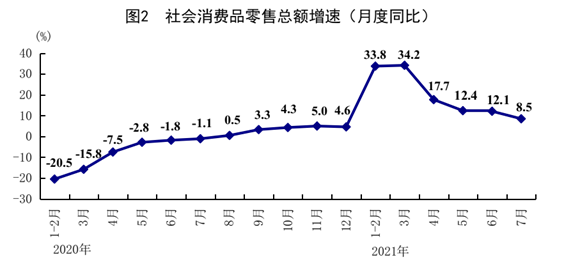 图2 社会消费品零售总额增速（月度同比）
(%)
40
30
20
10
0
-10
-20
-30
-20.5
-15.8
-7.5
-2.8
-1.8
-1.1
0.5
3.3
4.3
5.0
4.6
33.8
34.2
17.7
12.4
12.1
8.5
1-2月
3月
4月
5月
6月
7月
8月
9月
10月
11月
12月
1-2月
3月
4月
5月
6月
7月
2020年
2021年